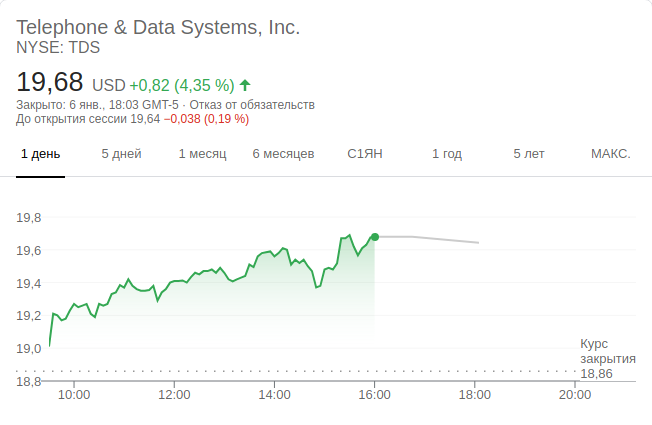 Telephone & Data Systems, Inc.
NYSE: TDS
19,68 USD +0,82 (4,35 %)
Закрыто: 6 янв., 18:03 GMT-5 · Отказ от обязательств
До открытия сессии 19,64 −0,038 (0,19 %)
1 день 5 дней 1 месяц 6 месяцев С1ЯН 1 год 5 лет МАКС.
19,8
19,6
19,4
19,2
19,0
Курс
закрытия
18,86
18,8
10:00 12:00 14:00 16:00 18:00 20:00